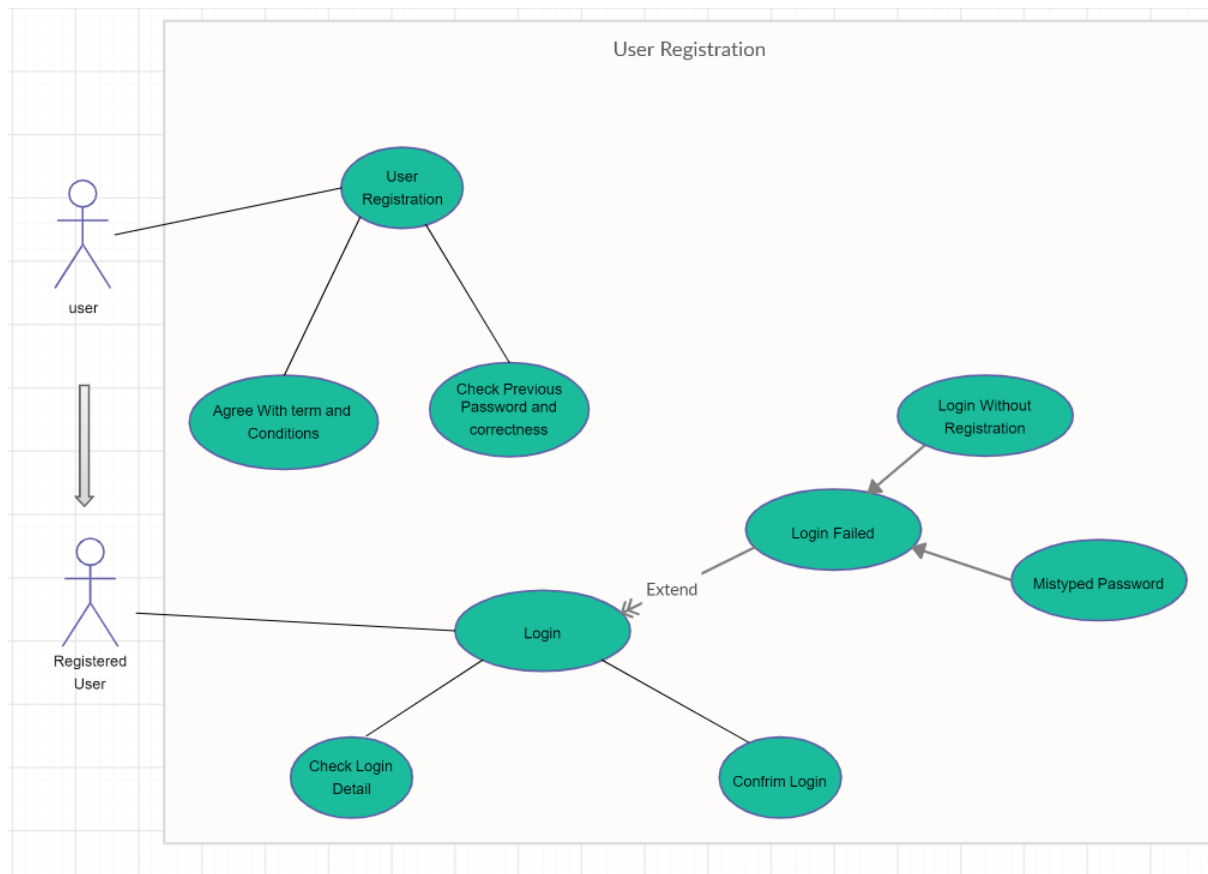 User Registration
User
Registration
user
Agree With term and
Conditions
Check Previous
Password and
correctness
Login Without
Registration
Login Failed
Mistyped Password
Extend
Login
Registered
User
Check Login
Detail
Confrim Login